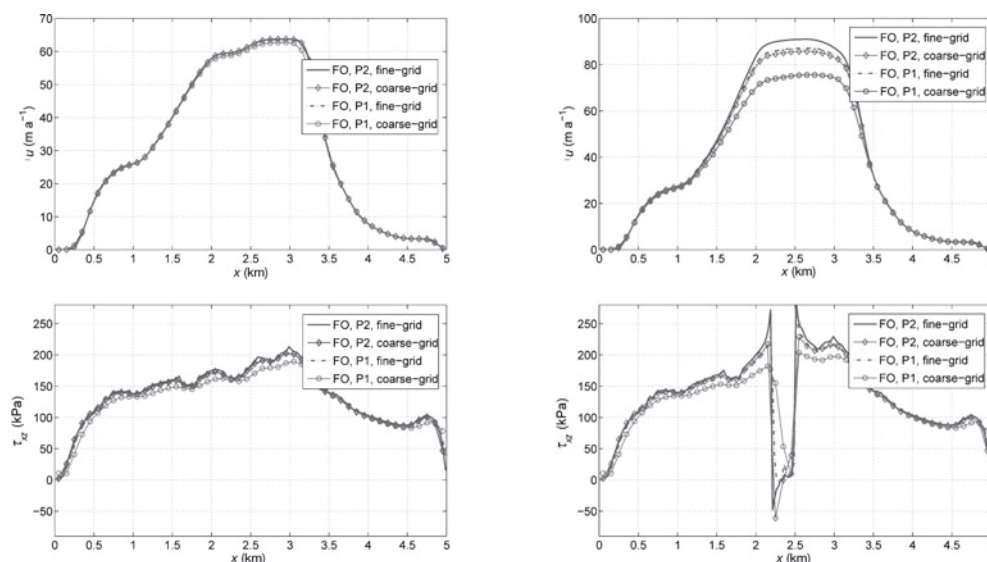 70
60
50
40
30
20
10
0
u (m a⁻¹)
FO, P2, fine-grid
FO, P2, coarse-grid
FO, P1, fine-grid
FO, P1, coarse-grid
0 0.5 1 1.5 2 2.5 3 3.5 4 4.5 5
x (km)
100
80
60
40
20
0
u (m a⁻¹)
FO, P2, fine-grid
FO, P2, coarse-grid
FO, P1, fine-grid
FO, P1, coarse-grid
0 0.5 1 1.5 2 2.5 3 3.5 4 4.5
x (km)
250
200
150
100
50
0
−50
τxz (kPa)
FO, P2, fine-grid
FO, P2, coarse-grid
FO, P1, fine-grid
FO, P1, coarse-grid
0 0.5 1 1.5 2 2.5 3 3.5 4 4.5 5
x (km)
250
200
150
100
50
0
−50
τxz (kPa)
FO, P2, fine-grid
FO, P2, coarse-grid
FO, P1, fine-grid
FO, P1, coarse-grid
0 0.5 1 1.5 2 2.5 3 3.5 4 4.5
x (km)